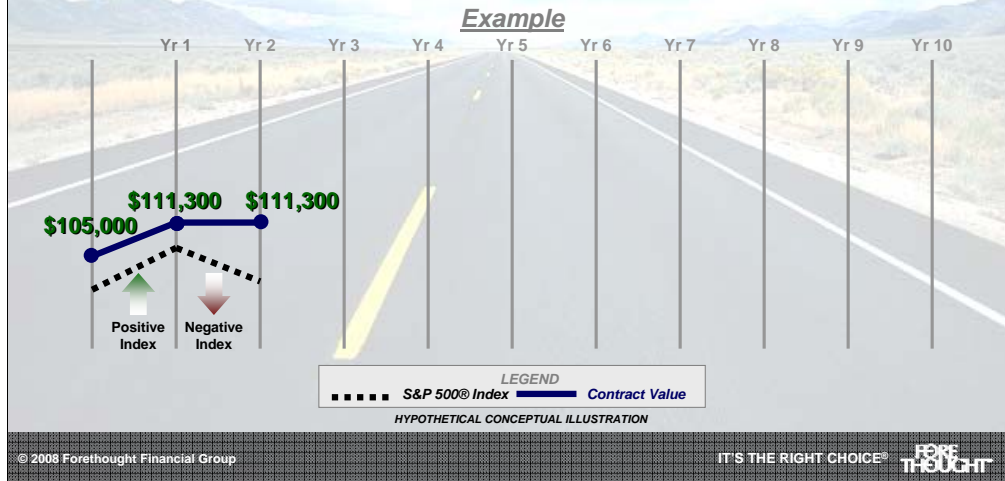 Example
Yr 1 Yr 2 Yr 3 Yr 4 Yr 5 Yr 6 Yr 7 Yr 8 Yr 9 Yr 10
$111,300 $111,300
$105,000
Positive Index
Negative Index
LEGEND
S&P 500® Index Contract Value
HYPOTHETICAL CONCEPTUAL ILLUSTRATION
© 2008 Forethought Financial Group
IT'S THE RIGHT CHOICE®
FORE
THOUGHT